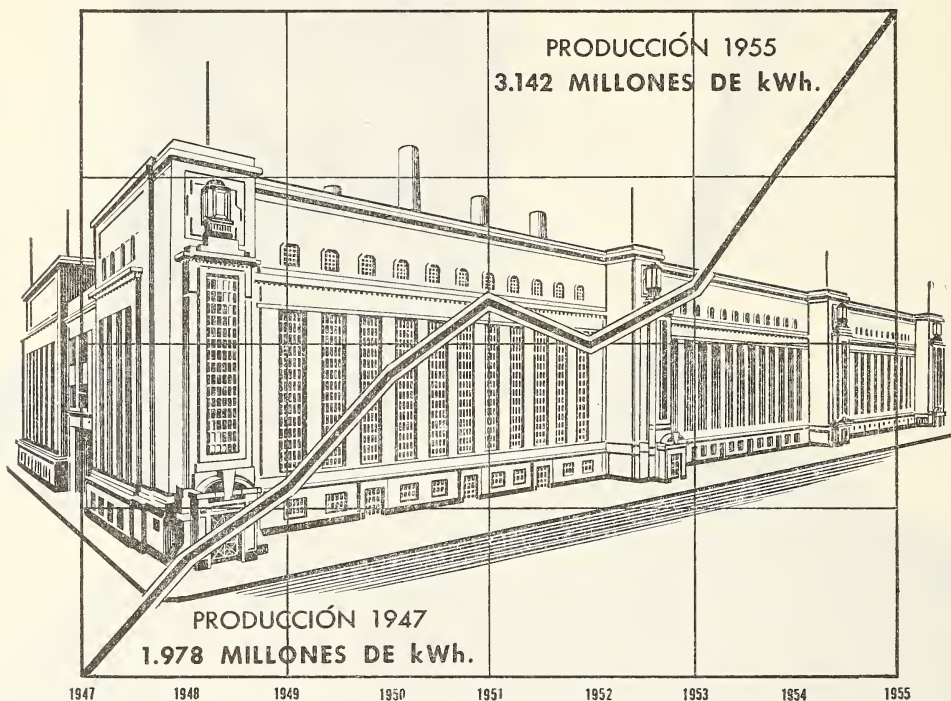 PRODUCCIÓN 1955
3.142 MILLONES DE kWh.
PRODUCCIÓN 1947
1.978 MILLONES DE kWh.
1947 1948 1949 1950 1951 1952 1953 1954 1955